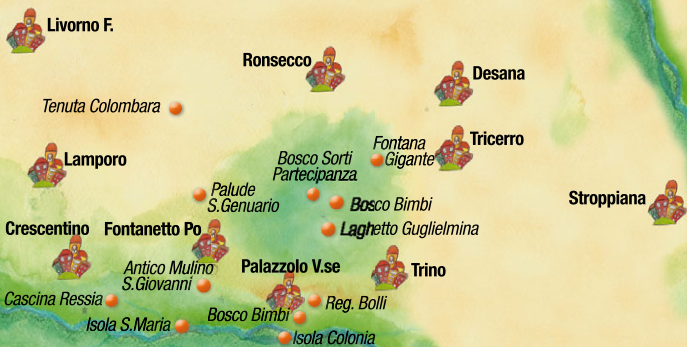 Livorno F.
Ronsecco
Desana
Tenuta Colombara
Tricerro
Fontana
Gigante
Lamporo
Bosco Sorti
Partecipanza
Palude
S.Genuario
Bosco Bimbi
Stroppiana
Crescentino
Fontanetto Po
Laghetto Guglielmina
Antico Mulino
S.Giovanni
Palazzolo V.se
Trino
Cascina Ressia
Reg. Bolli
Bosco Bimbi
Isola S.Maria
Isola Colonia